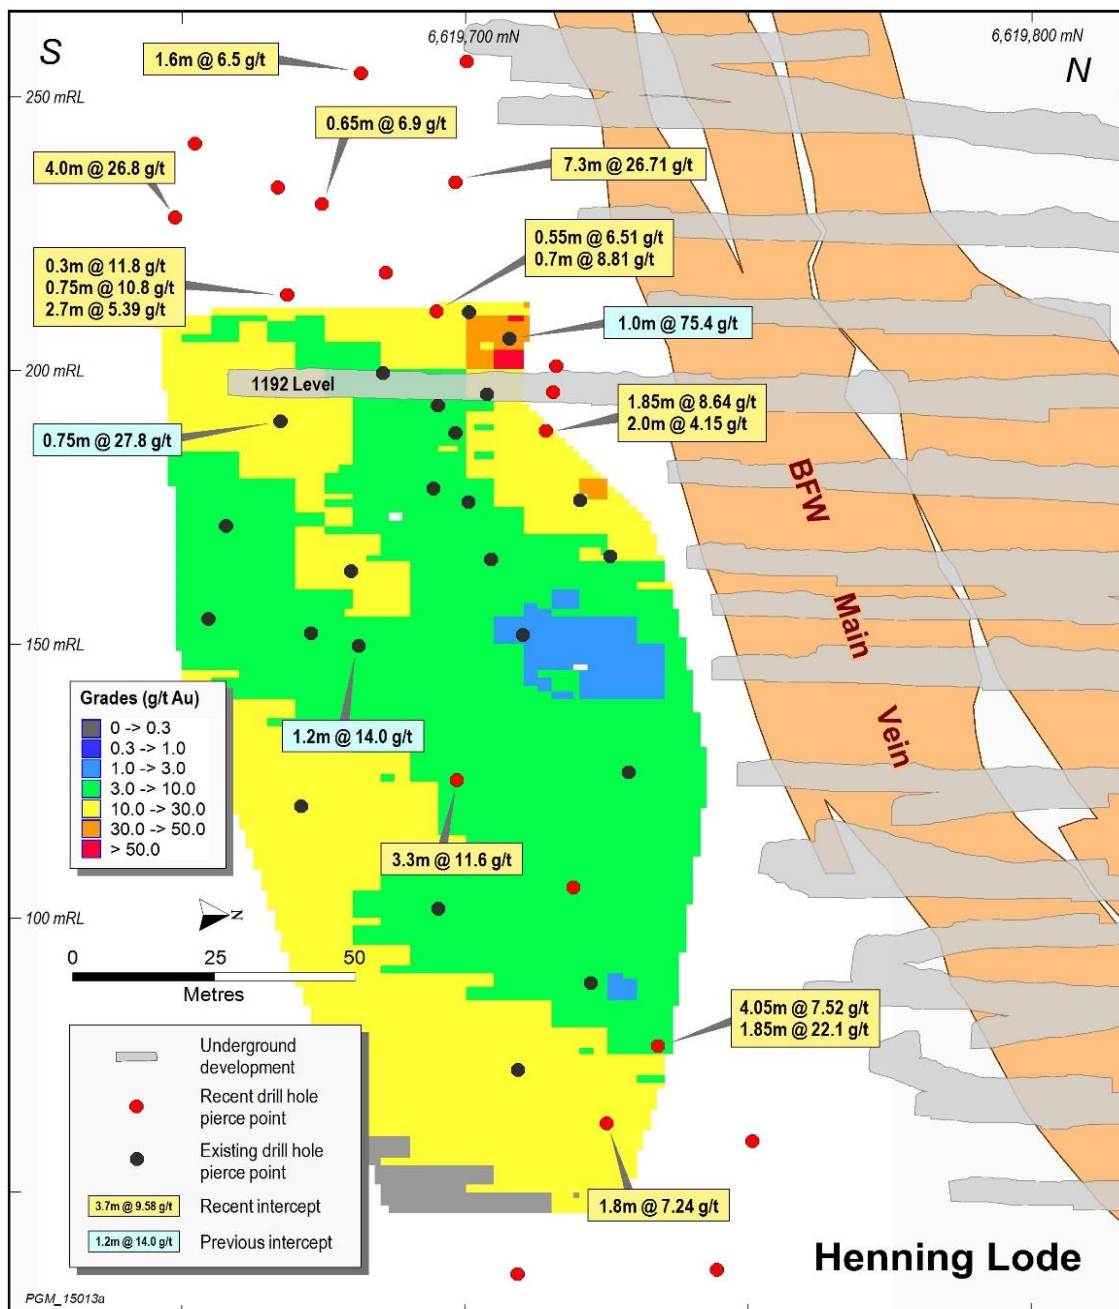 S
6,619,700 mN
6,619,800 mN
N
1.6m @ 6.5 g/t
250 mRL
0.65m @ 6.9 g/t
4.0m @ 26.8 g/t
7.3m @ 26.71 g/t
0.55m @ 6.51 g/t
0.7m @ 8.81 g/t
0.3m @ 11.8 g/t
0.75m @ 10.8 g/t
2.7m @ 5.39 g/t
1.0m @ 75.4 g/t
200 mRL
1192 Level
1.85m @ 8.64 g/t
2.0m @ 4.15 g/t
0.75m @ 27.8 g/t
BFW
Main
Vein
150 mRL
1.2m @ 14.0 g/t
Grades (g/t Au)
0 -> 0.3
0.3 -> 1.0
1.0 -> 3.0
3.0 -> 10.0
10.0 -> 30.0
30.0 -> 50.0
> 50.0
3.3m @ 11.6 g/t
100 mRL
N
0 25 50
Metres
4.05m @ 7.52 g/t
1.85m @ 22.1 g/t
Underground
development
Recent drill hole
pierce point
Existing drill hole
pierce point
3.7m @ 9.58 g/t Recent intercept
1.2m @ 14.0 g/t Previous intercept
1.8m @ 7.24 g/t
Henning Lode
PGM_15013a